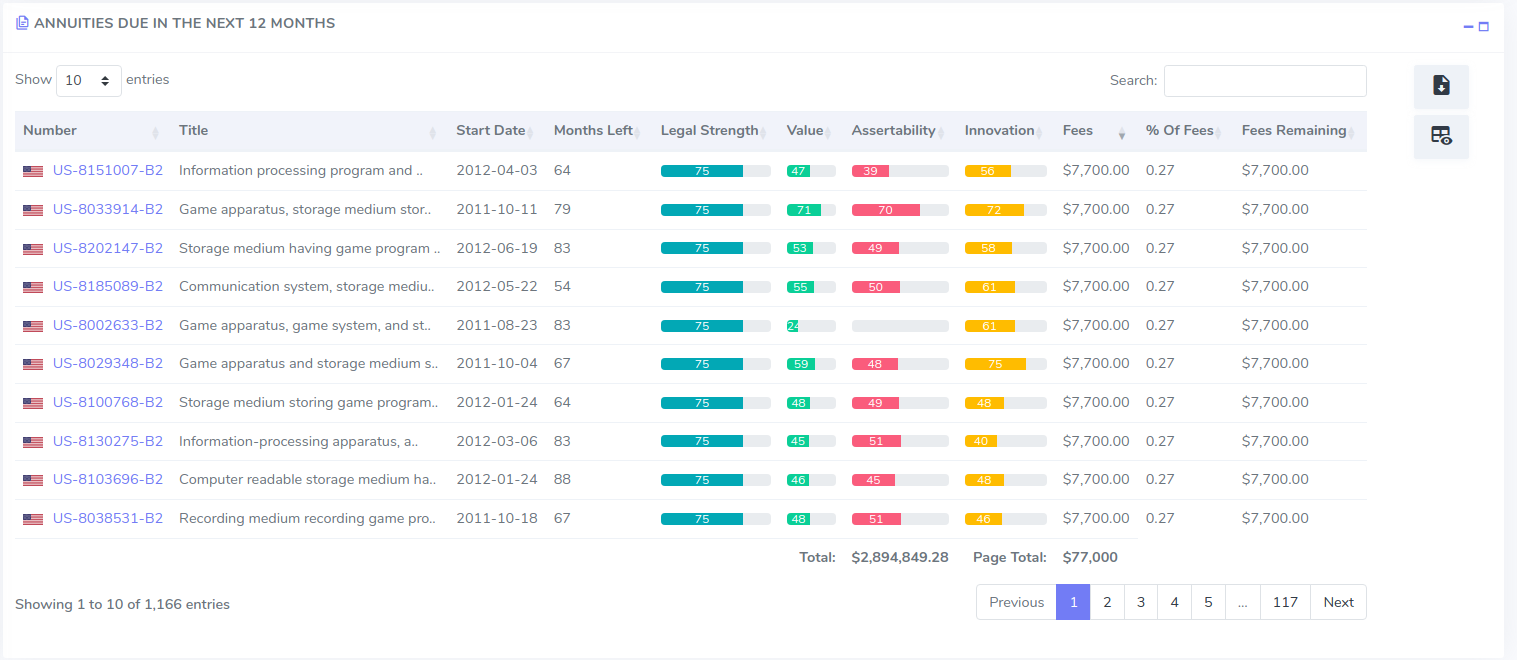 ANNUITIES DUE IN THE NEXT 12 MONTHS
Show 10 entries Search:
Number Title Start Date Months Left Legal Strength Value Assertability Innovation Fees % Of Fees Fees Remaining
US-8151007-B2 Information processing program and .. 2012-04-03 64 75 47 39 56 $7,700.00 0.27 $7,700.00
US-8033914-B2 Game apparatus, storage medium stor.. 2011-10-11 79 75 71 70 72 $7,700.00 0.27 $7,700.00
US-8202147-B2 Storage medium having game program .. 2012-06-19 83 75 53 49 58 $7,700.00 0.27 $7,700.00
US-8185089-B2 Communication system, storage mediu.. 2012-05-22 54 75 55 50 61 $7,700.00 0.27 $7,700.00
US-8002633-B2 Game apparatus, game system, and st.. 2011-08-23 83 75 24 61 $7,700.00 0.27 $7,700.00
US-8029348-B2 Game apparatus and storage medium s.. 2011-10-04 67 75 59 48 75 $7,700.00 0.27 $7,700.00
US-8100768-B2 Storage medium storing game program.. 2012-01-24 64 75 48 49 48 $7,700.00 0.27 $7,700.00
US-8130275-B2 Information-processing apparatus, a.. 2012-03-06 83 75 45 51 40 $7,700.00 0.27 $7,700.00
US-8103696-B2 Computer readable storage medium ha.. 2012-01-24 88 75 46 45 48 $7,700.00 0.27 $7,700.00
US-8038531-B2 Recording medium recording game pro.. 2011-10-18 67 75 48 51 46 $7,700.00 0.27 $7,700.00
Total: $2,894,849.28 Page Total: $77,000
Showing 1 to 10 of 1,166 entries Previous 1 2 3 4 5 ... 117 Next